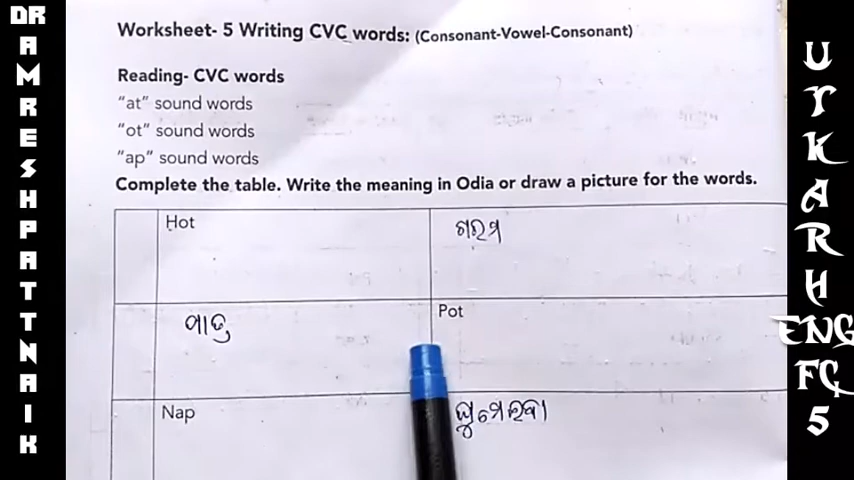 DR AMRESH PATTNAIK
Worksheet- 5 Writing CVC words: (Consonant-Vowel-Consonant)
Reading- CVC words
"at" sound words
"ot" sound words
"ap" sound words
Complete the table. Write the meaning in Odia or draw a picture for the words.
Hot ଗରମ
ପାତ୍ର Pot
Nap ଘୁମେଇବା
UTKARH ENG FC 5